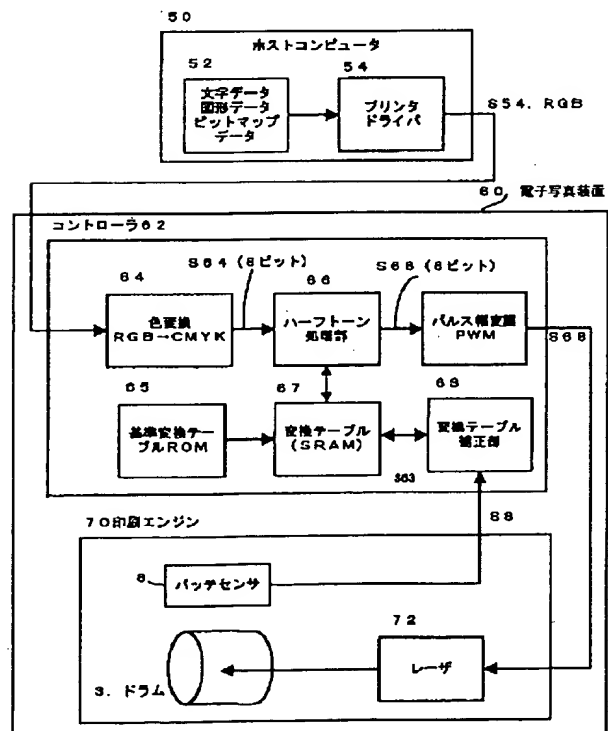 50
ホストコンピュータ
52
54
文字データ
図形データ
ビットマップ
データ
プリンタ
ドライバ
S54, RGB
60, 電子写真装置
コントローラ62
64
S64 (8ビット)
66
S66 (8ビット)
色変換
RGB→CMYK
ハーフトーン
処理部
パルス幅変調
PWM
S68
65
67
68
基準変換テー
ブルROM
変換テーブル
(SRAM)
変換テーブル
補正部
S63
S8
70印刷エンジン
8
パッチセンサ
72
レーザ
3. ドラム